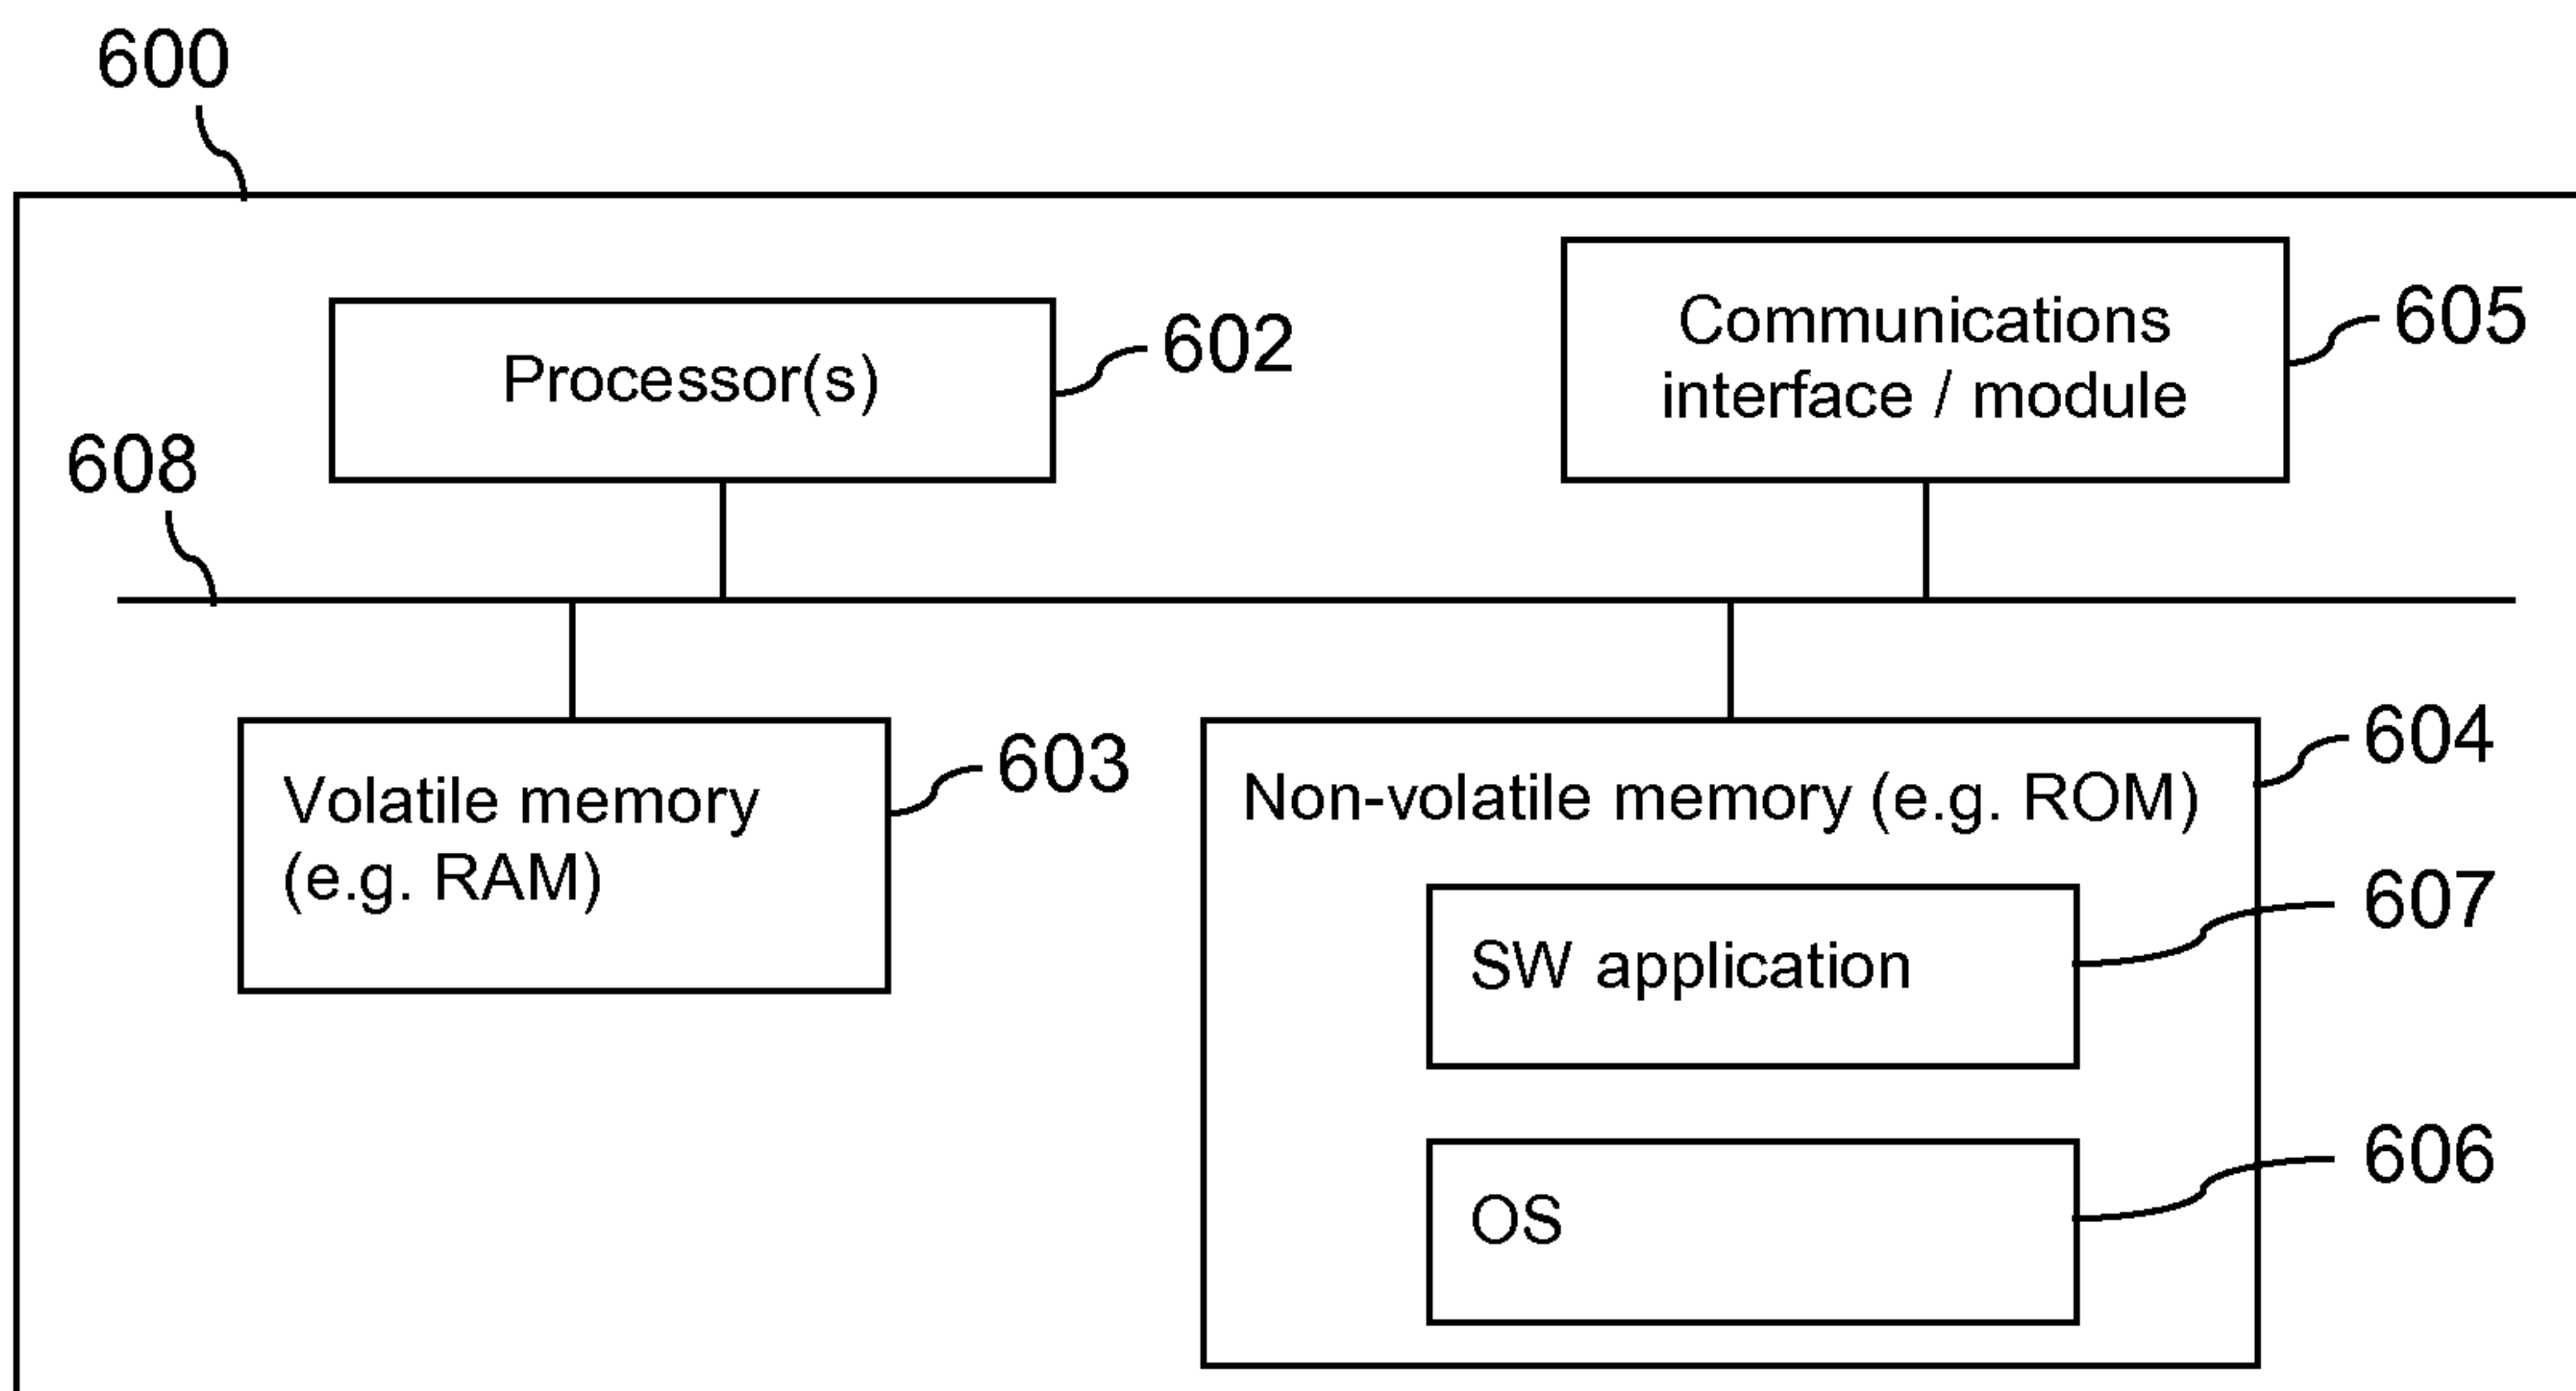 600
Processor(s)
602
Communications
interface / module
605
608
Volatile memory
(e.g. RAM)
603
Non-volatile memory (e.g. ROM)
604
SW application
607
OS
606